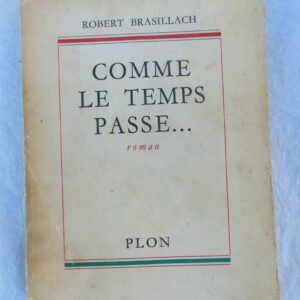 ROBERT BRASILLACH
COMME
LE TEMPS
PASSE...
roman
PLON